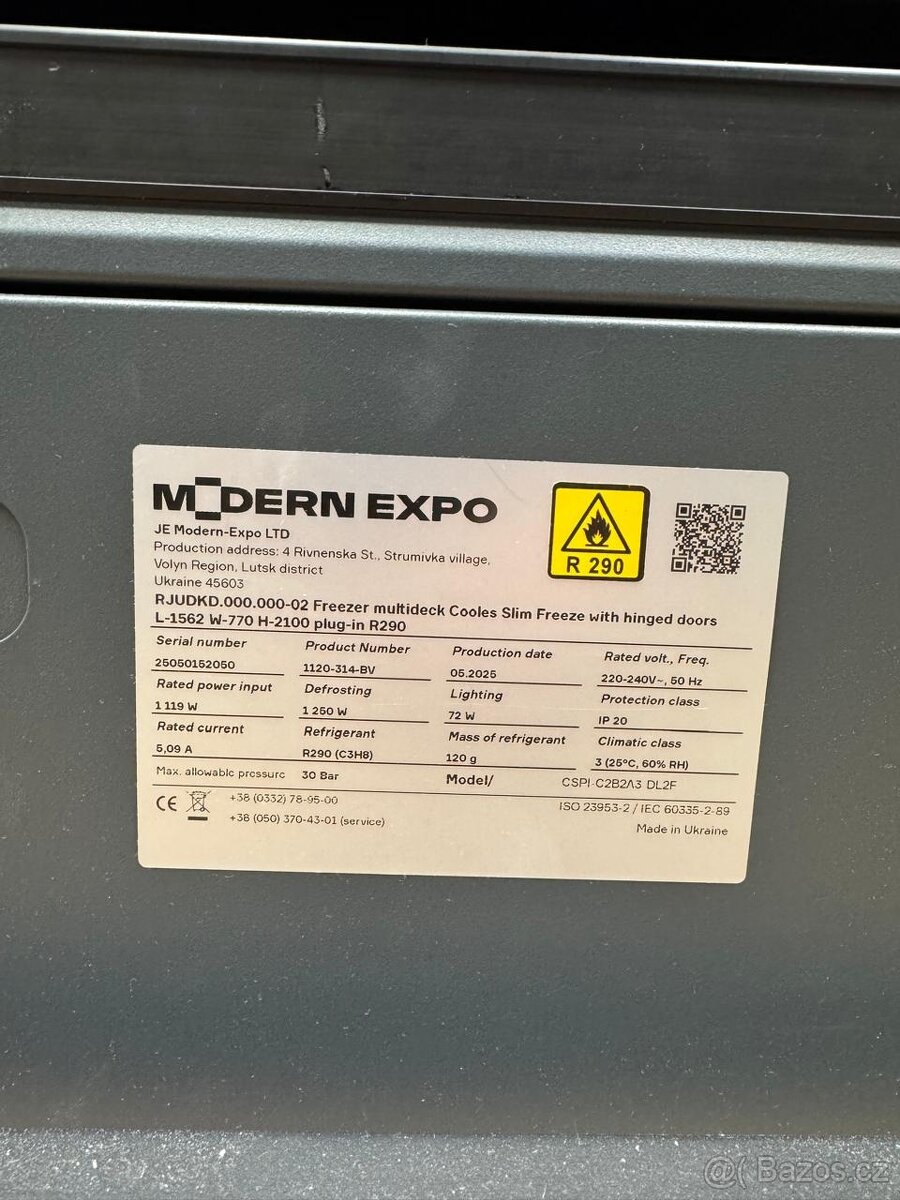 MODERN EXPO
R 290
JE Modern-Expo LTD
Production address: 4 Rivnenska St., Strumivka village,
Volyn Region, Lutsk district
Ukraine 45603
RJUDKD.000.000-02 Freezer multideck Cooles Slim Freeze with hinged doors
L-1562 W-770 H-2100 plug-in R290
Serial number Product Number Production date Rated volt., Freq.
25050152050 1120-314-BV 05.2025 220-240V~, 50 Hz
Rated power input Defrosting Lighting Protection class
1 119 W 1 250 W 72 W IP 20
Rated current Refrigerant Mass of refrigerant Climatic class
5,09 A R290 (C3H8) 120 g 3 (25°C, 60% RH)
Max. allowable pressure 30 Bar Model/ CSPI-C2B2A3 DL2F
CE +38 (0332) 78-95-00 ISO 23953-2 / IEC 60335-2-89
+38 (050) 370-43-01 (service) Made in Ukraine
@( Bazos.cz